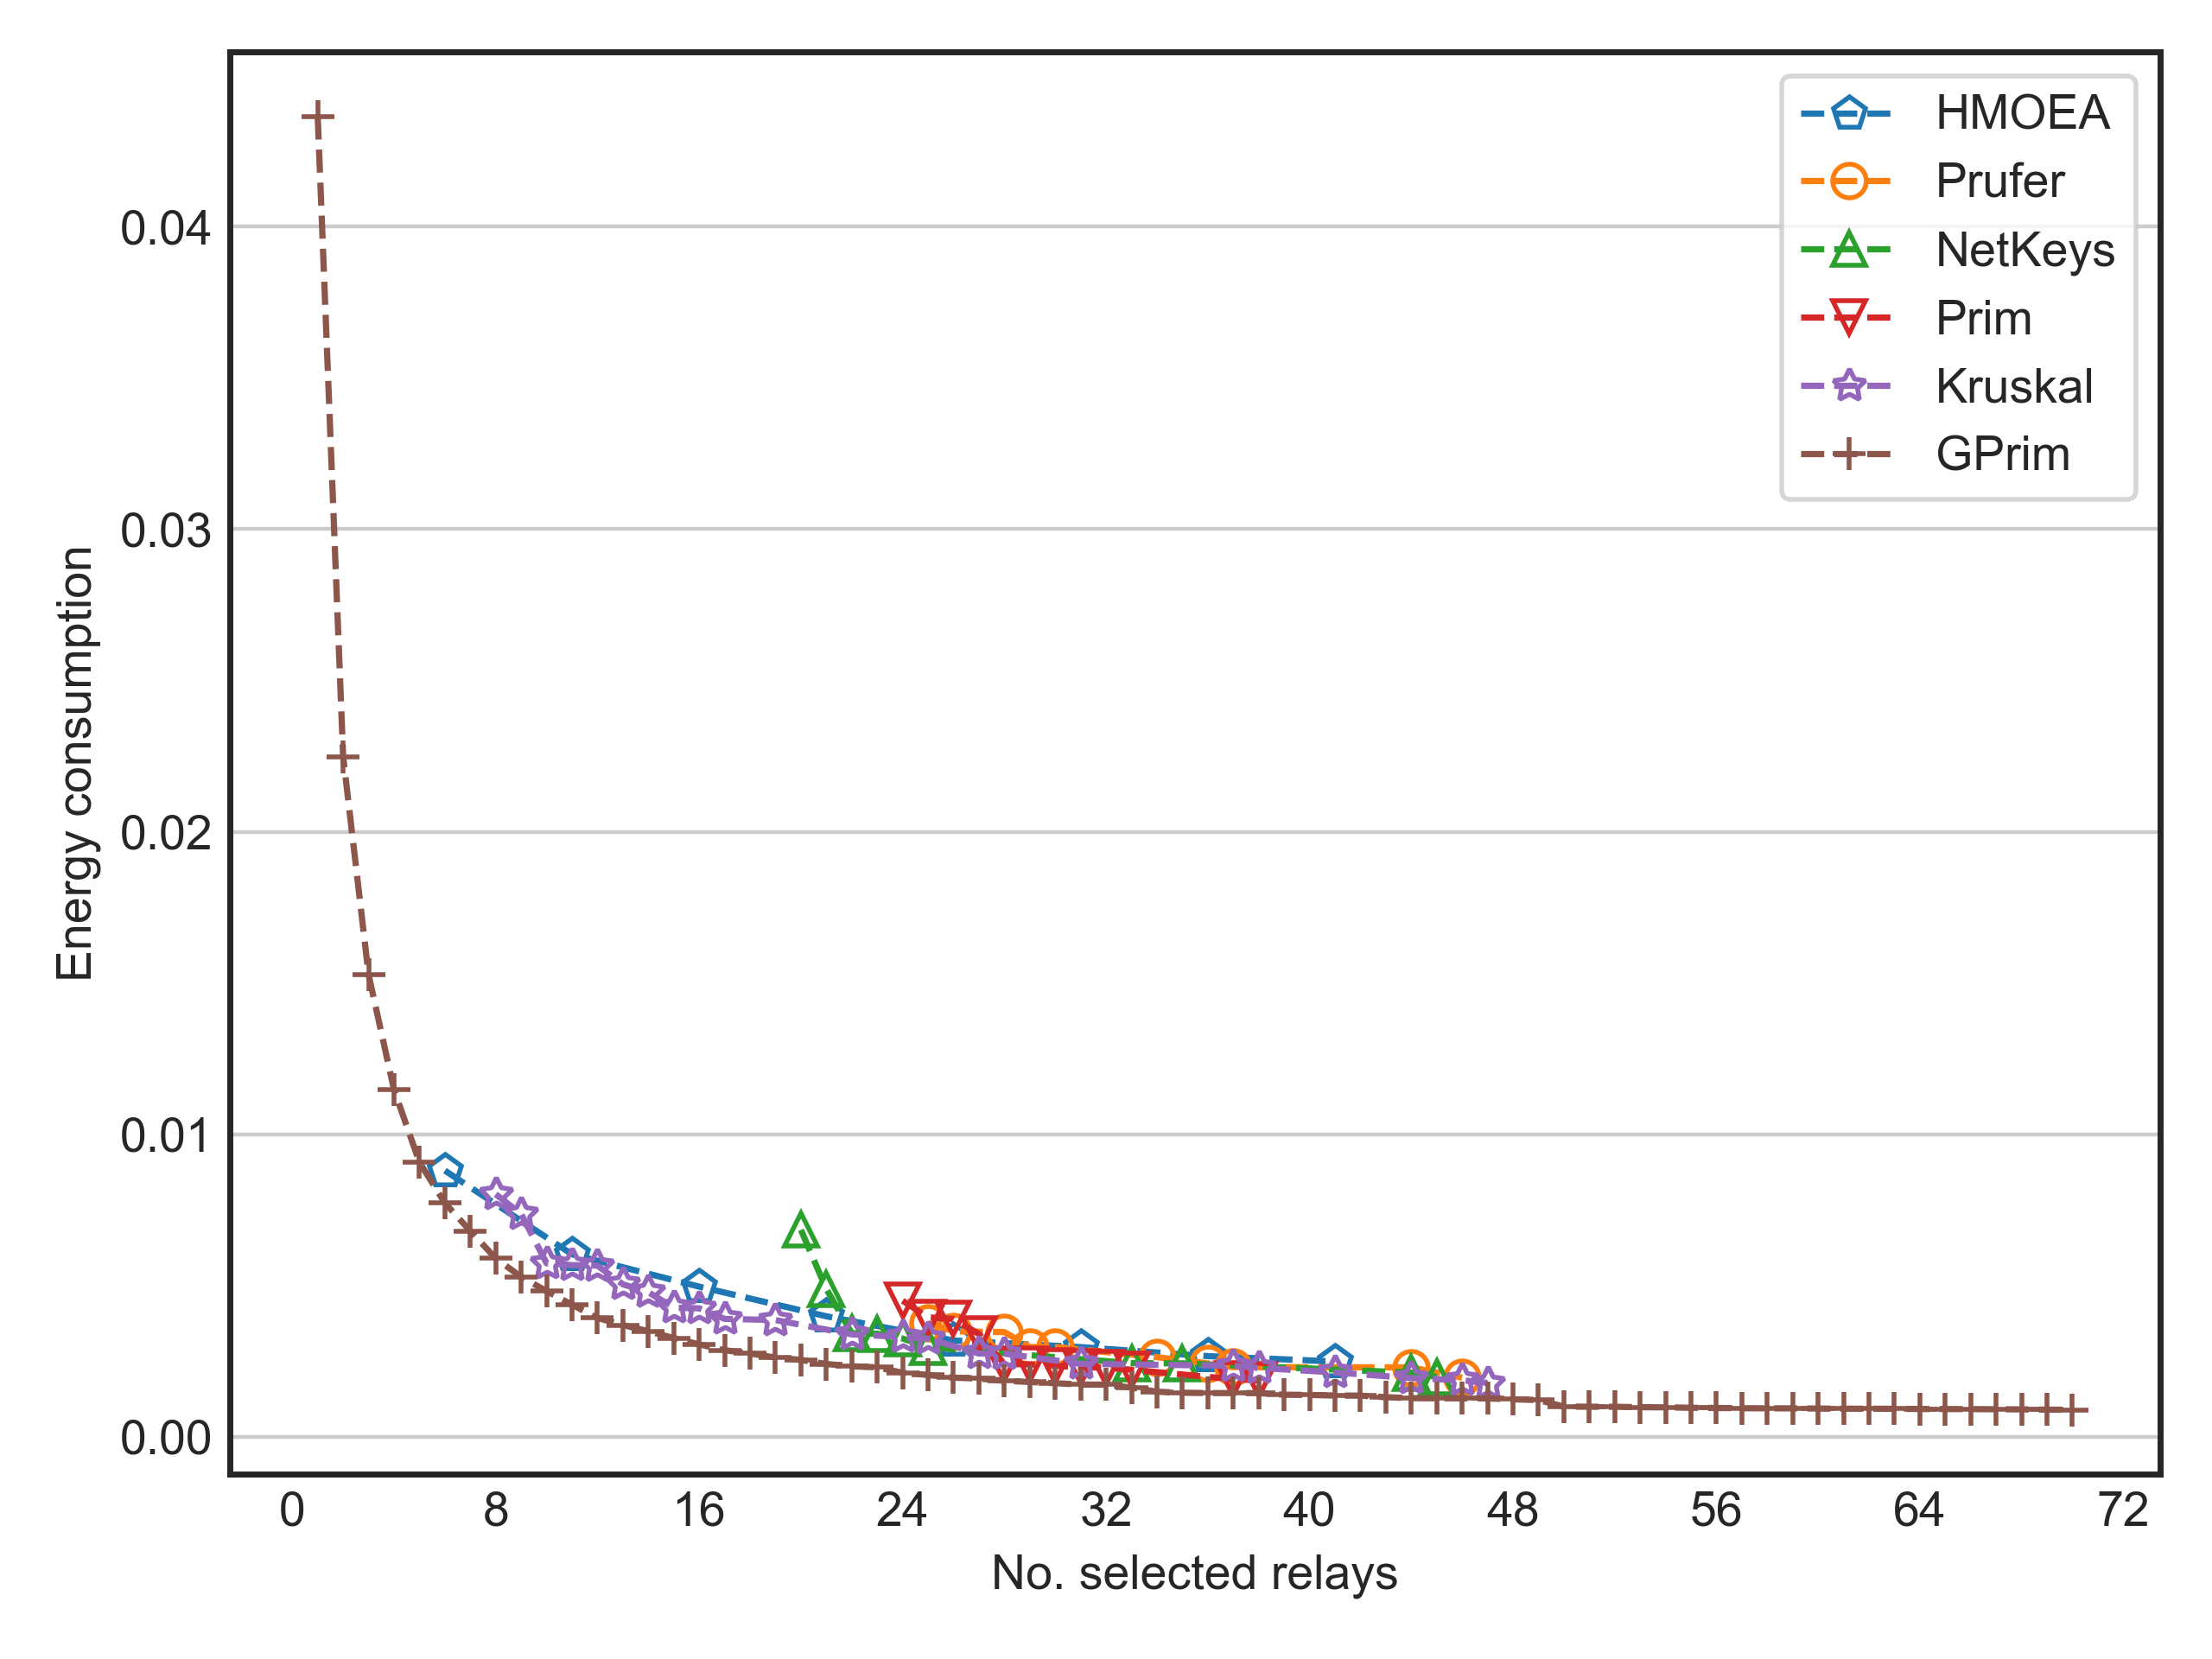 HMOEA
Prufer
NetKeys
Prim
Kruskal
GPrim
0.04
0.03
0.02
0.01
0.00
Energy consumption
0 8 16 24 32 40 48 56 64 72
No. selected relays